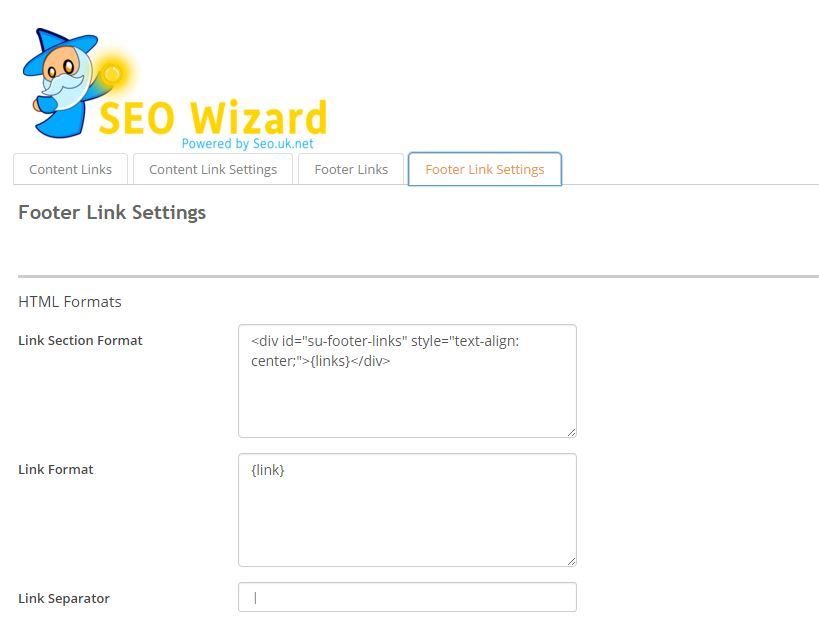 SEO Wizard
Powered by Seo.uk.net
Content Links
Content Link Settings
Footer Links
Footer Link Settings
Footer Link Settings
HTML Formats
Link Section Format
<div id="su-footer-links" style="text-align:
center;">{links}</div>
Link Format
{link}
Link Separator
|